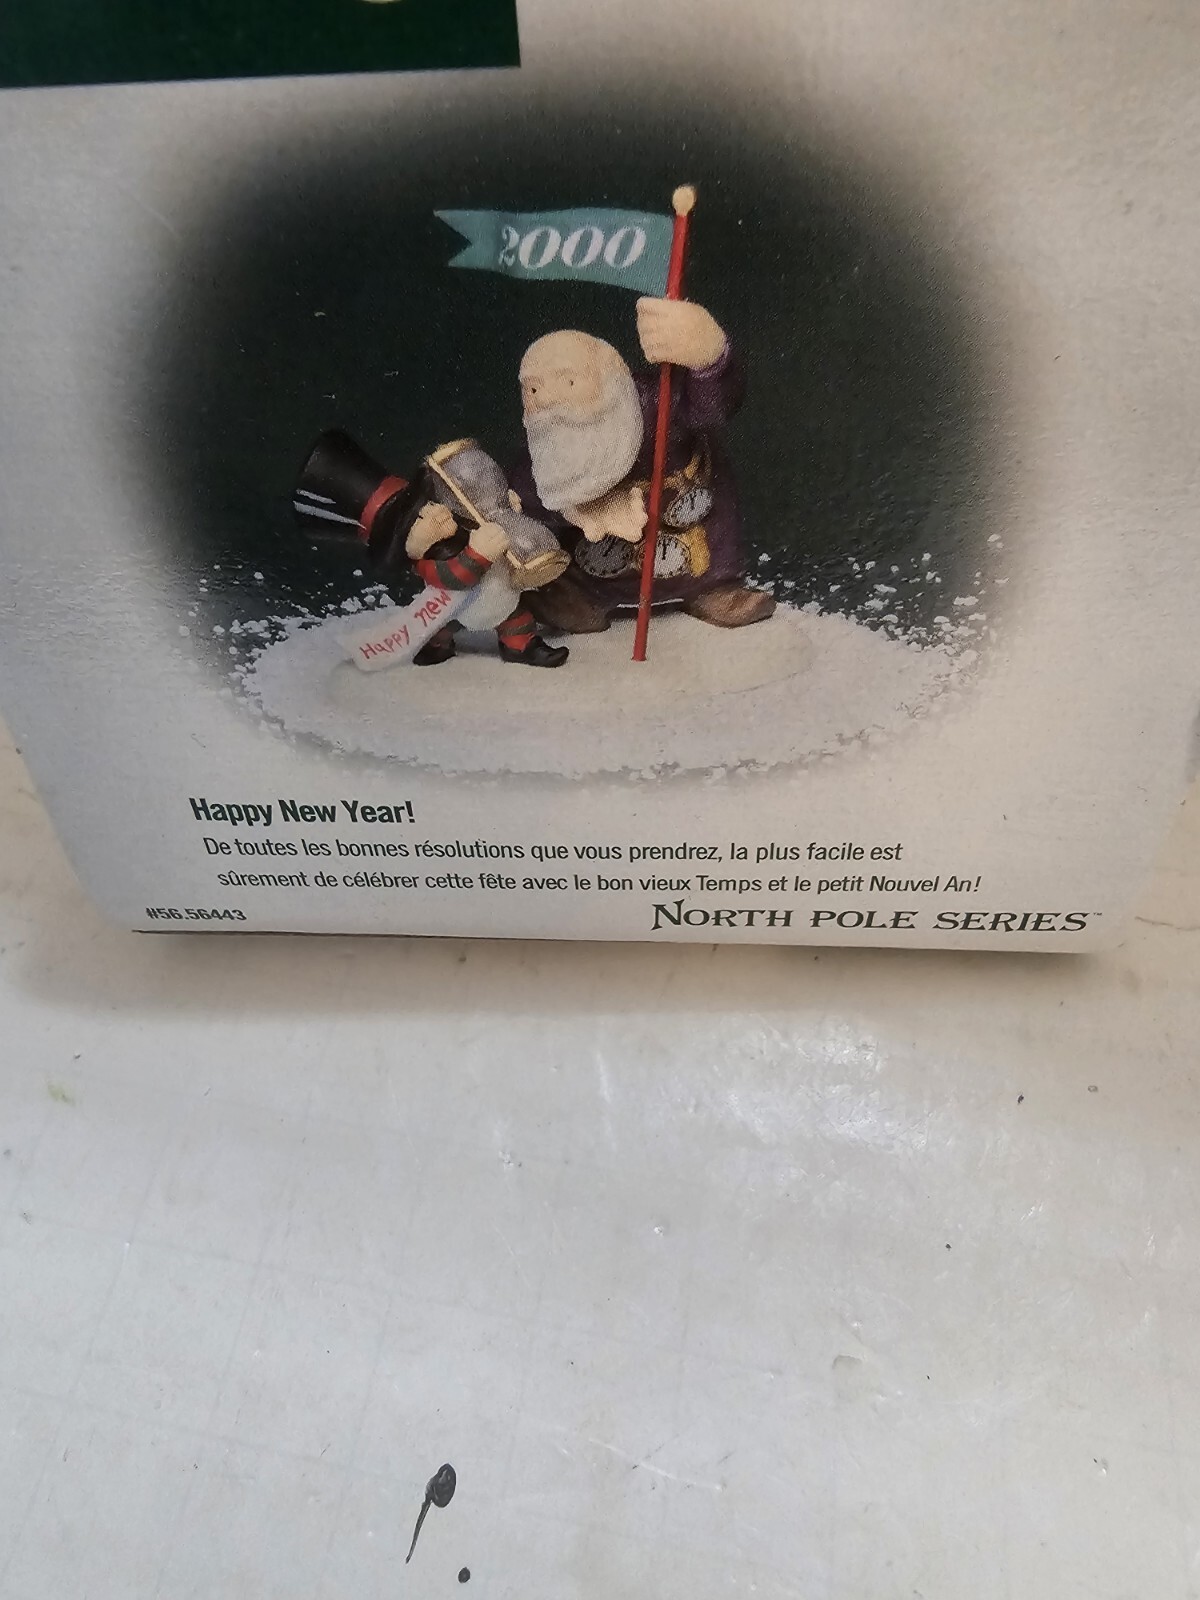 2000
Happy new
Happy New Year!
De toutes les bonnes résolutions que vous prendrez, la plus facile est
sûrement de célébrer cette fête avec le bon vieux Temps et le petit Nouvel An!
#56.56443
NORTH POLE SERIES™